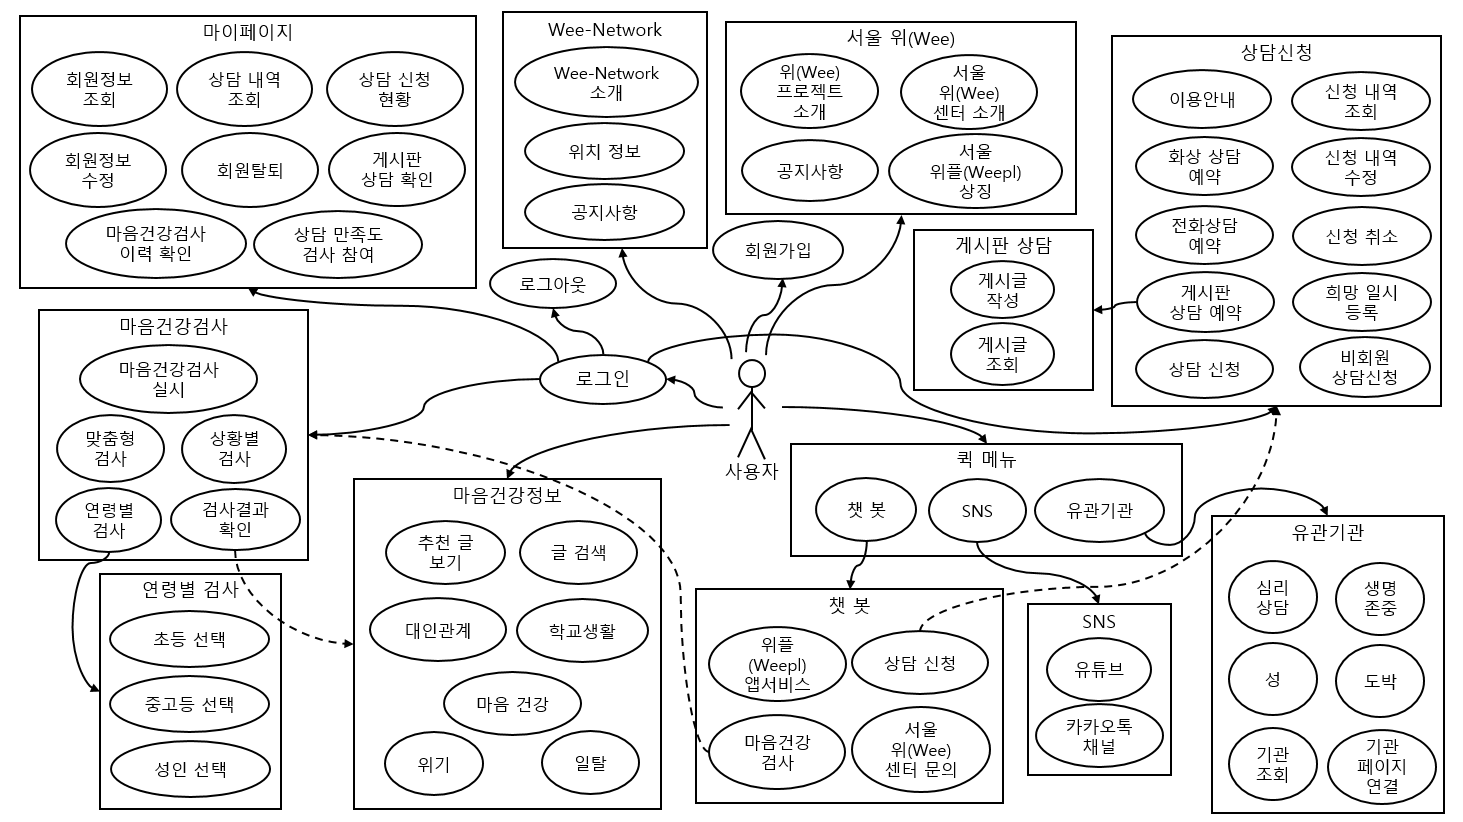 마이페이지
회원정보
조회
상담 내역
조회
상담 신청
현황
회원정보
수정
회원탈퇴
게시판
상담 확인
마음건강검사
이력 확인
상담 만족도
검사 참여
Wee-Network
Wee-Network
소개
위치 정보
공지사항
서울 위(Wee)
위(Wee)
프로젝트
소개
서울
위(Wee)
센터 소개
공지사항
서울
위플(Weepl)
상징
상담신청
이용안내
신청 내역
조회
화상 상담
예약
신청 내역
수정
전화상담
예약
신청 취소
게시판
상담 예약
희망 일시
등록
상담 신청
비회원
상담신청
회원가입
로그아웃
게시판 상담
게시글
작성
게시글
조회
로그인
사용자
마음건강검사
마음건강검사
실시
맞춤형
검사
상황별
검사
연령별
검사
검사결과
확인
연령별 검사
초등 선택
중고등 선택
성인 선택
마음건강정보
추천 글
보기
글 검색
대인관계
학교생활
마음 건강
위기
일탈
퀵 메뉴
챗 봇
SNS
유관기관
챗 봇
위플
(Weepl)
앱서비스
상담 신청
마음건강
검사
서울
위(Wee)
센터 문의
SNS
유튜브
카카오톡
채널
유관기관
심리
상담
생명
존중
성
도박
기관
조회
기관
페이지
연결